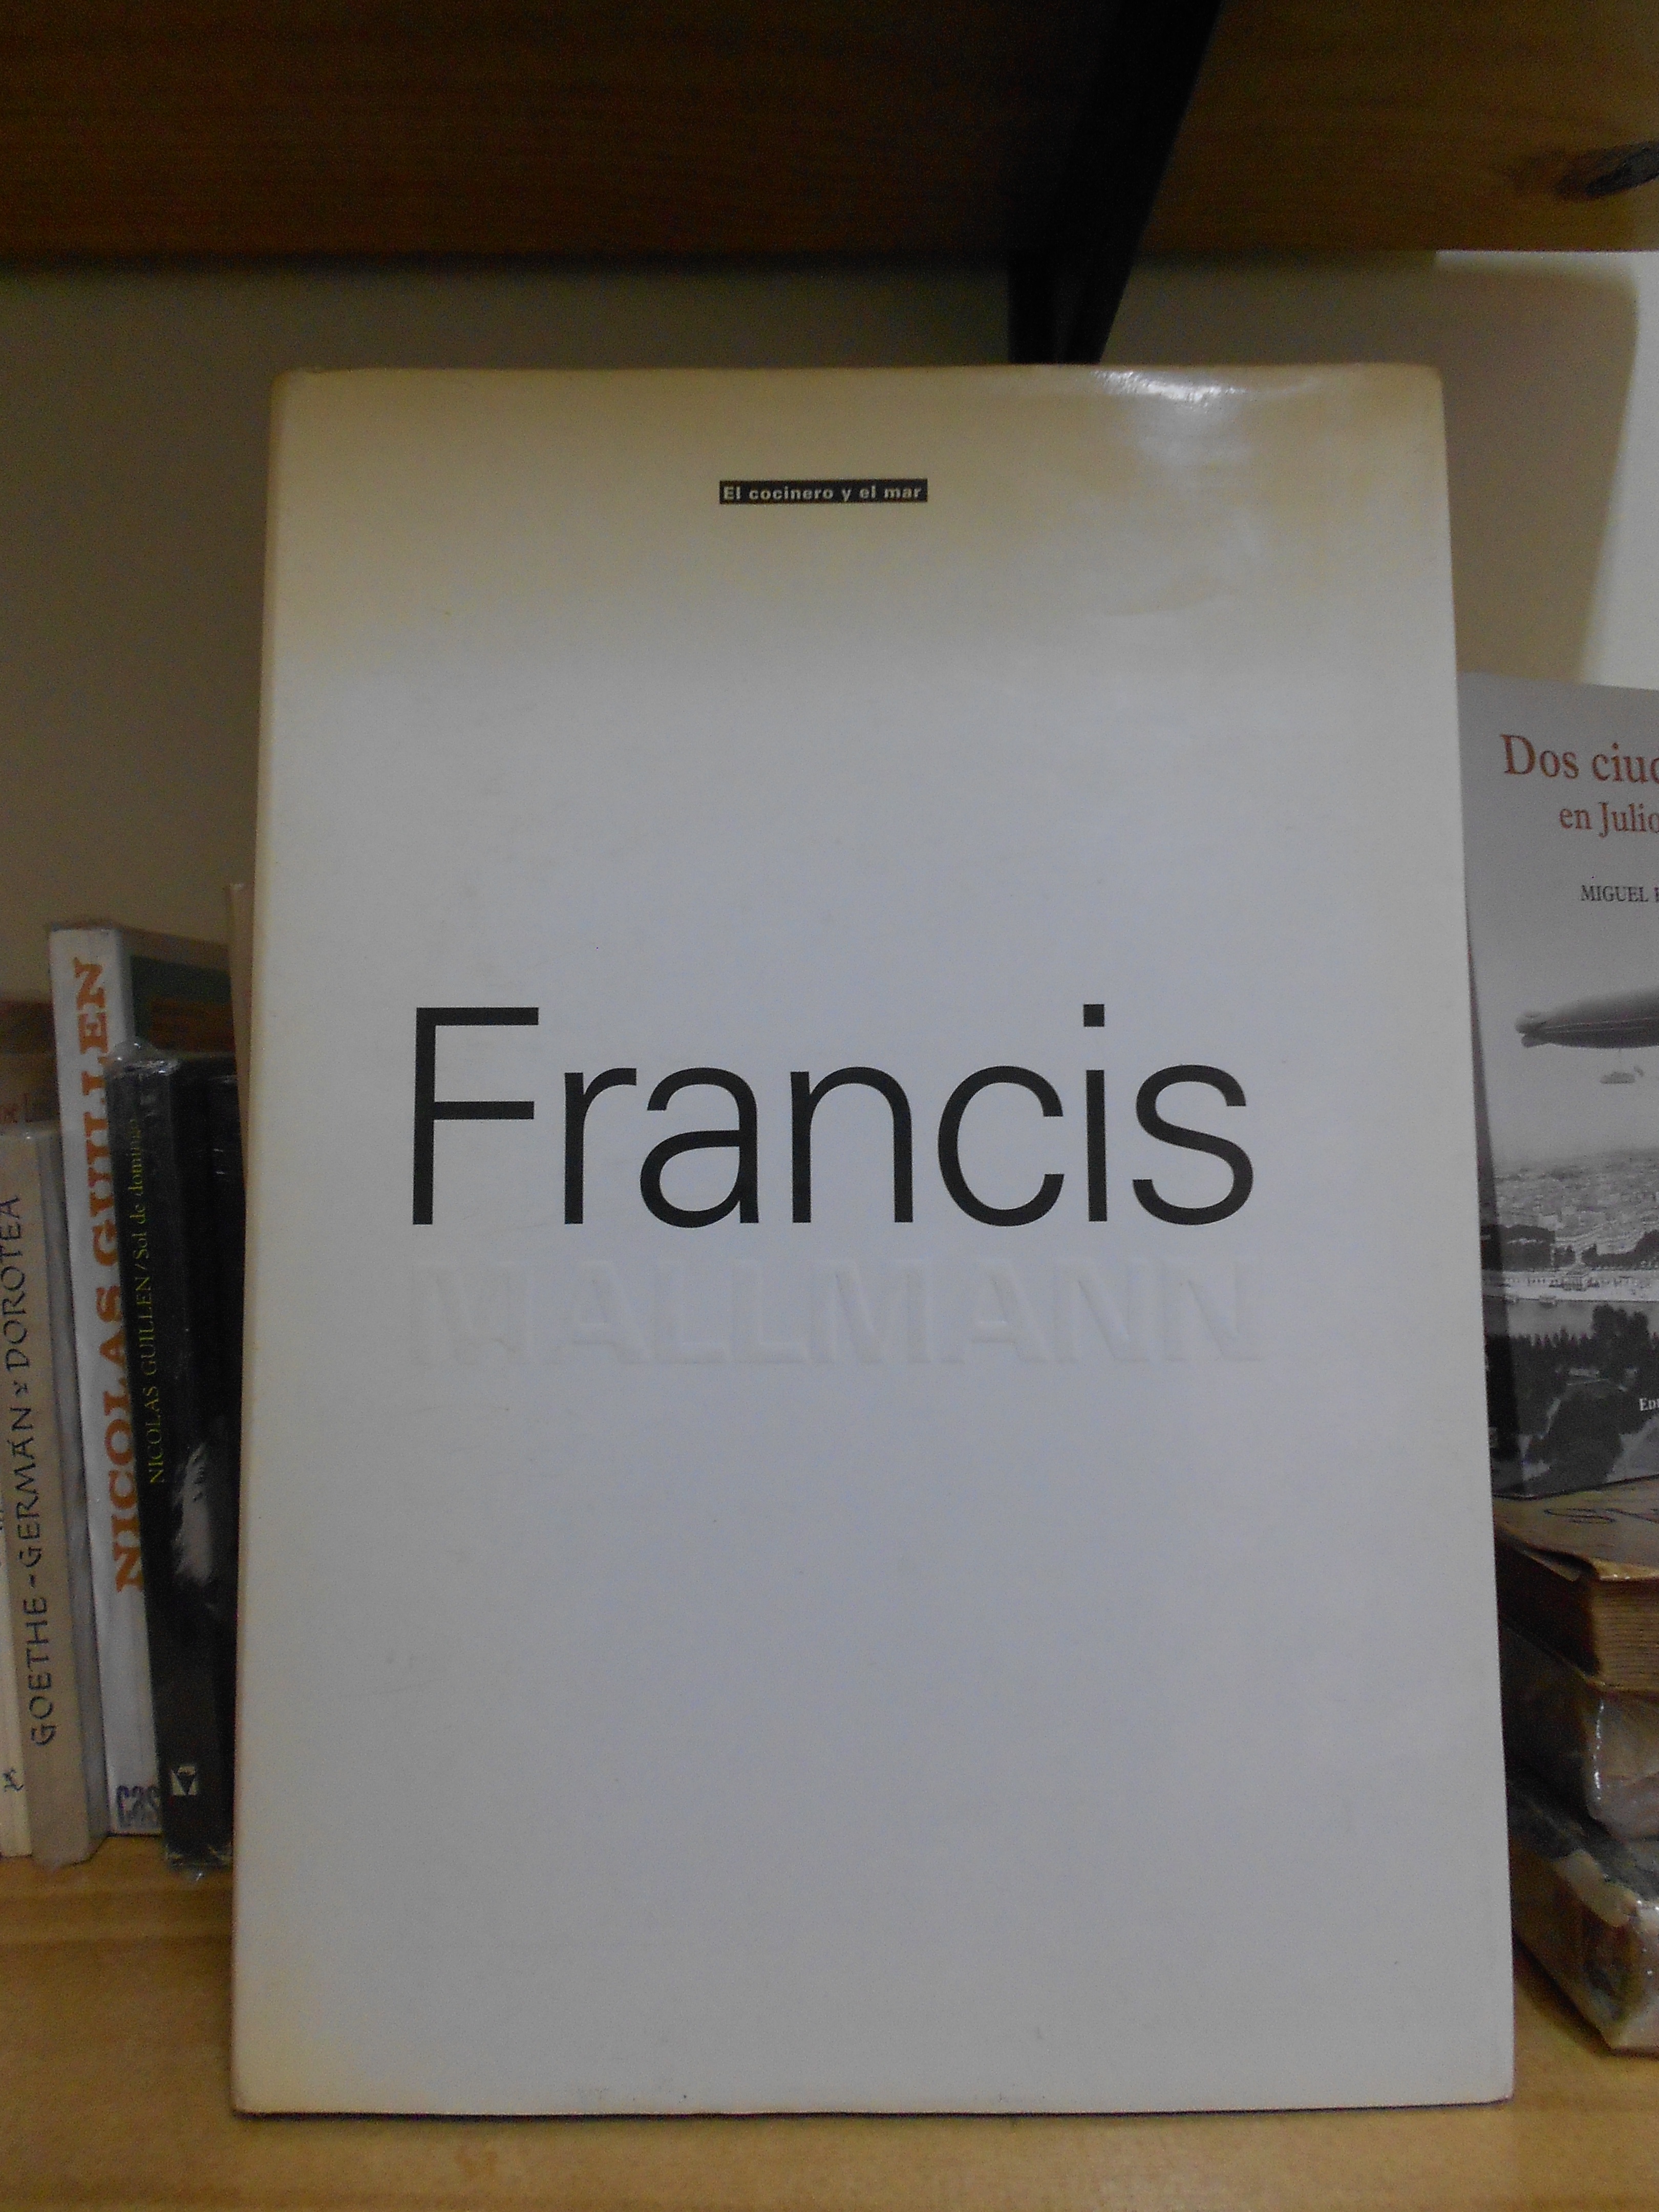 El cocinero y el mar
Francis
MALLMANN
GOETHE - GERMÁN y DOROTEA
NICOLAS GUILLEN
cas
NICOLAS GUILLEN / Sol de domingo
Dos
en Julio
MIGUEL